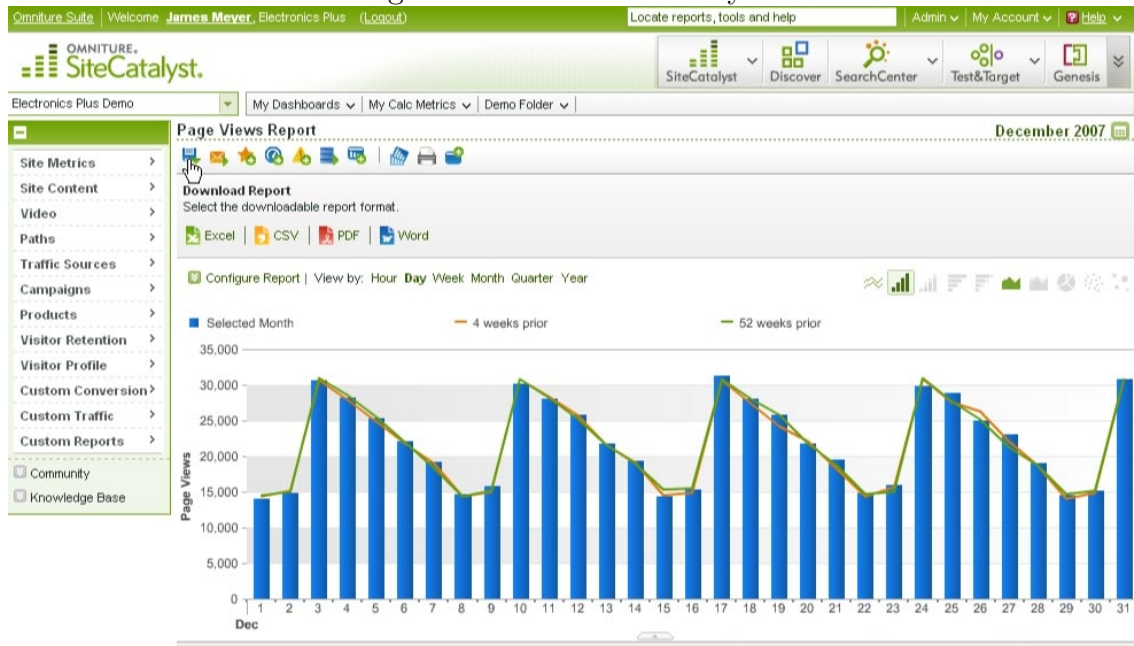 Omniture Suite Welcome James Meyer, Electronics Plus (Logout) Locate reports, tools and help Admin My Account Help
OMNITURE.
SiteCatalyst.
SiteCatalyst Discover SearchCenter Test&Target Genesis
Electronics Plus Demo My Dashboards My Calc Metrics Demo Folder
Page Views Report December 2007
Site Metrics
Site Content
Video
Paths
Traffic Sources
Campaigns
Products
Visitor Retention
Visitor Profile
Custom Conversion
Custom Traffic
Custom Reports
Community
Knowledge Base
Download Report
Select the downloadable report format.
Excel | CSV | PDF | Word
Configure Report | View by: Hour Day Week Month Quarter Year
Selected Month 4 weeks prior 52 weeks prior
Page Views
35,000
30,000
25,000
20,000
15,000
10,000
5,000
0
1 2 3 4 5 6 7 8 9 10 11 12 13 14 15 16 17 18 19 20 21 22 23 24 25 26 27 28 29 30 31
Dec